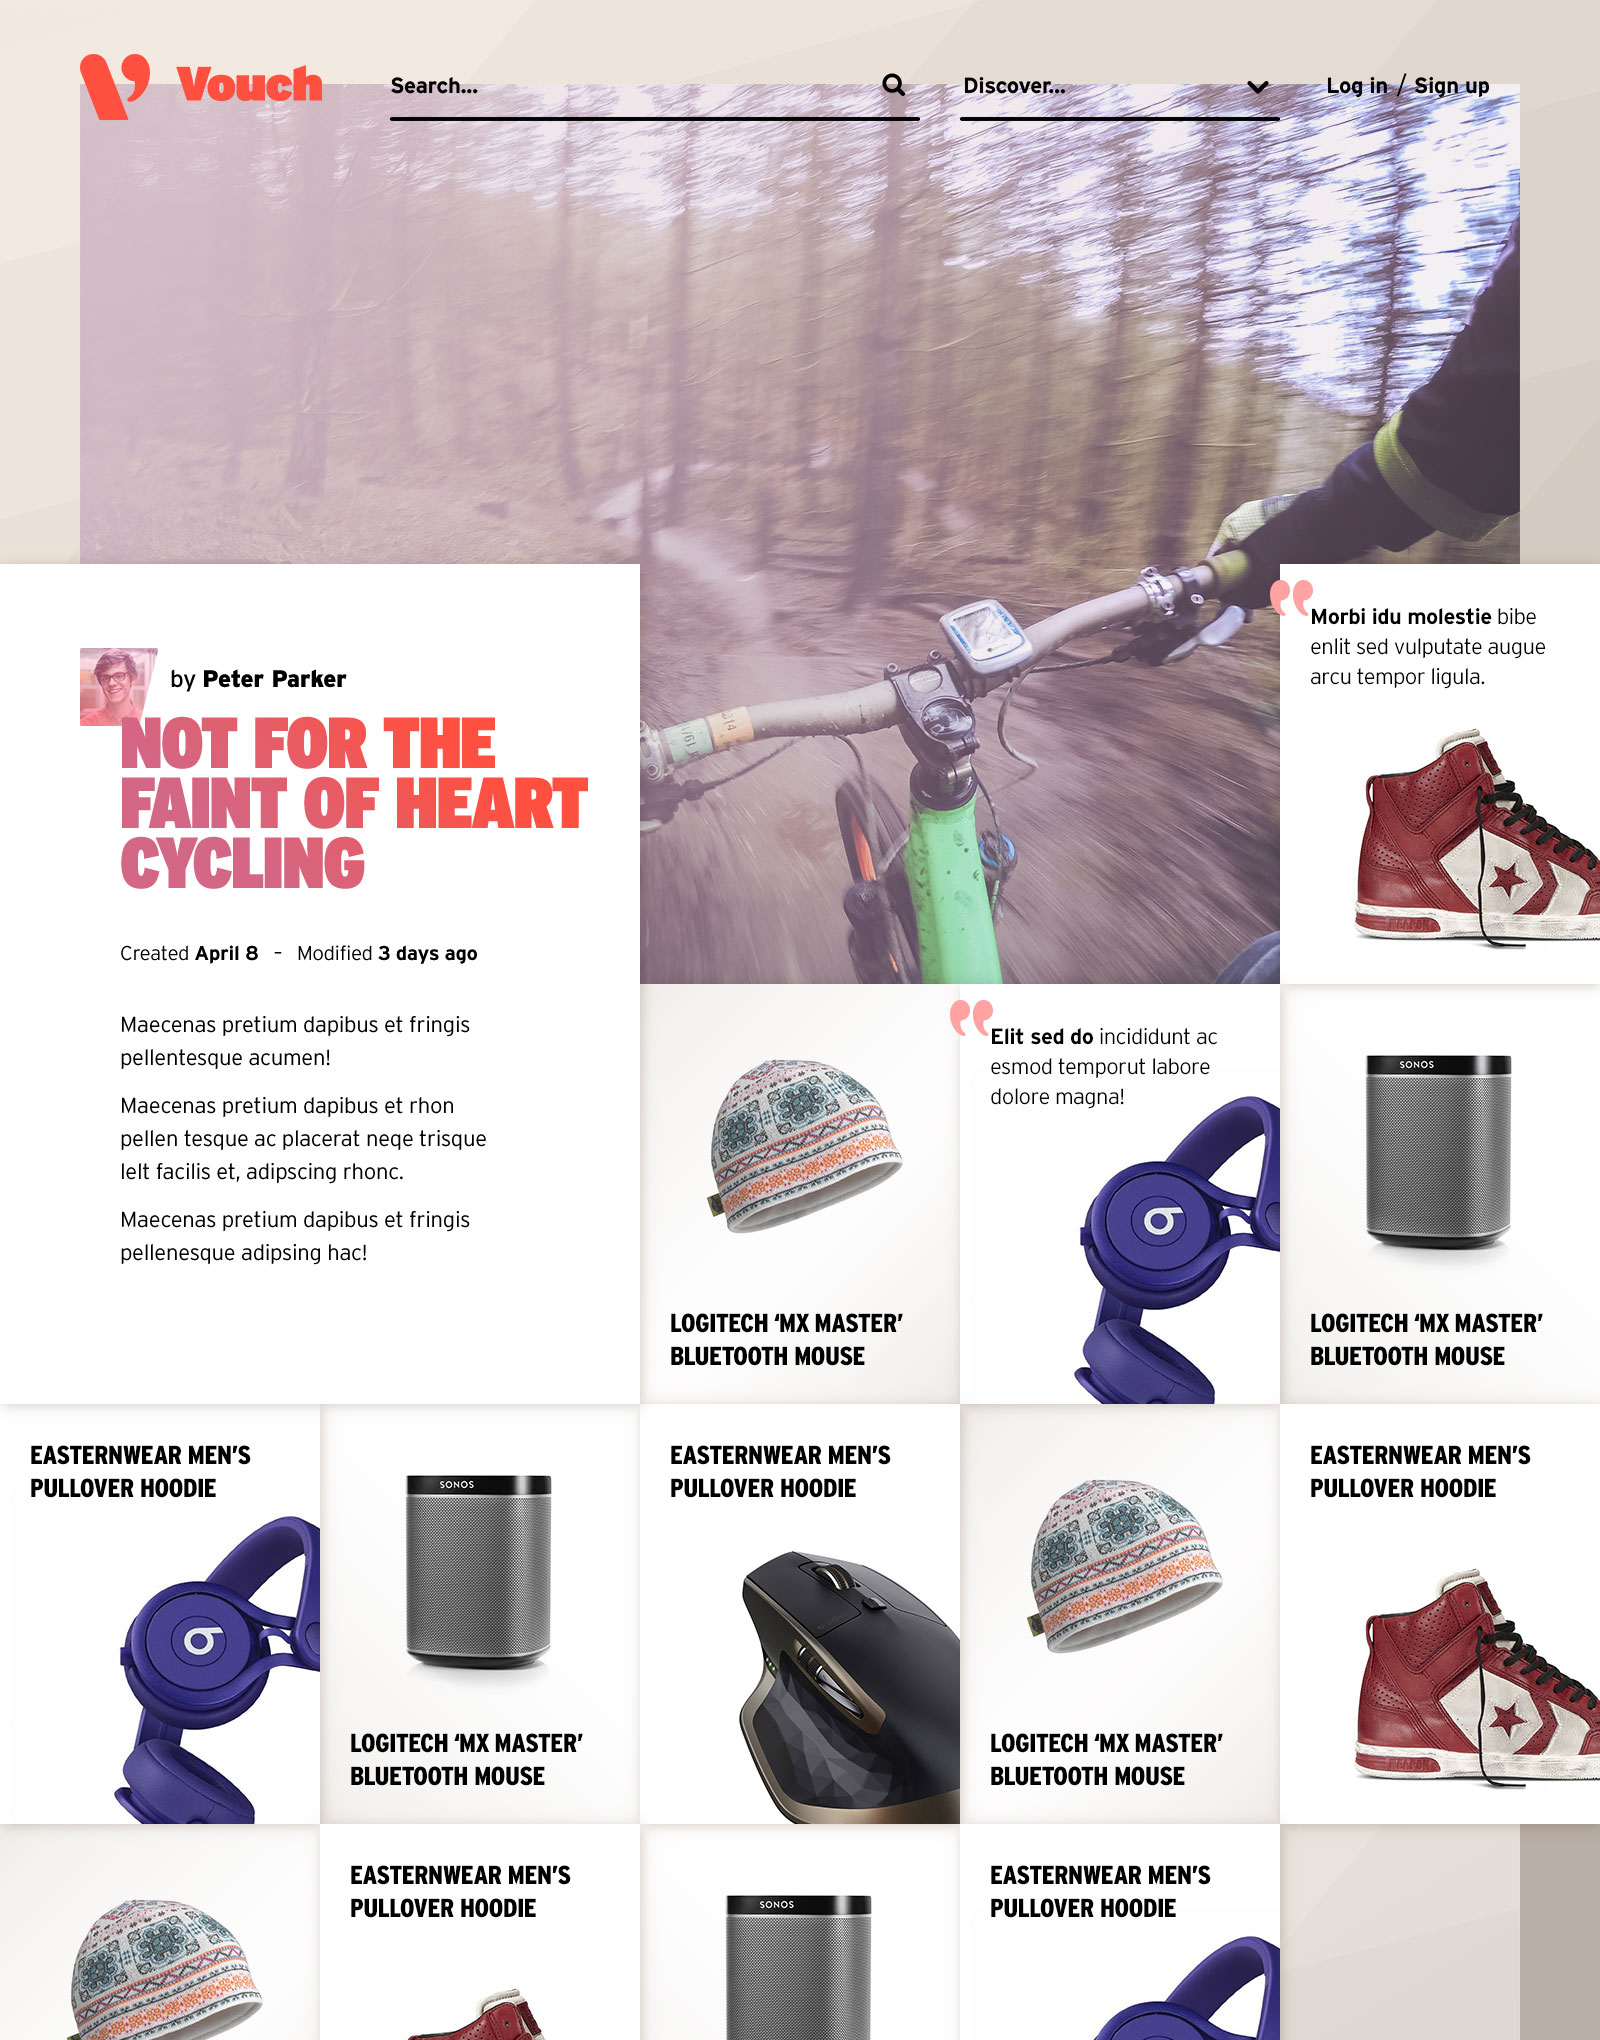 Vouch
Search...
Discover...
Log in / Sign up
by Peter Parker
NOT FOR THE
FAINT OF HEART
CYCLING
Created April 8 - Modified 3 days ago
Maecenas pretium dapibus et fringis
pellentesque acumen!
Maecenas pretium dapibus et rhon
pellen tesque ac placerat neqe trisque
lelt facilis et, adipscing rhonc.
Maecenas pretium dapibus et fringis
pellenesque adipsing hac!
Morbi idu molestie bibe
enlit sed vulputate augue
arcu tempor ligula.
LOGITECH ‘MX MASTER’
BLUETOOTH MOUSE
Elit sed do incididunt ac
esmod temporut labore
dolore magna!
SONOS
LOGITECH ‘MX MASTER’
BLUETOOTH MOUSE
EASTERNWEAR MEN’S
PULLOVER HOODIE
SONOS
LOGITECH ‘MX MASTER’
BLUETOOTH MOUSE
EASTERNWEAR MEN’S
PULLOVER HOODIE
LOGITECH ‘MX MASTER’
BLUETOOTH MOUSE
EASTERNWEAR MEN’S
PULLOVER HOODIE
EASTERNWEAR MEN’S
PULLOVER HOODIE
SONOS
EASTERNWEAR MEN’S
PULLOVER HOODIE